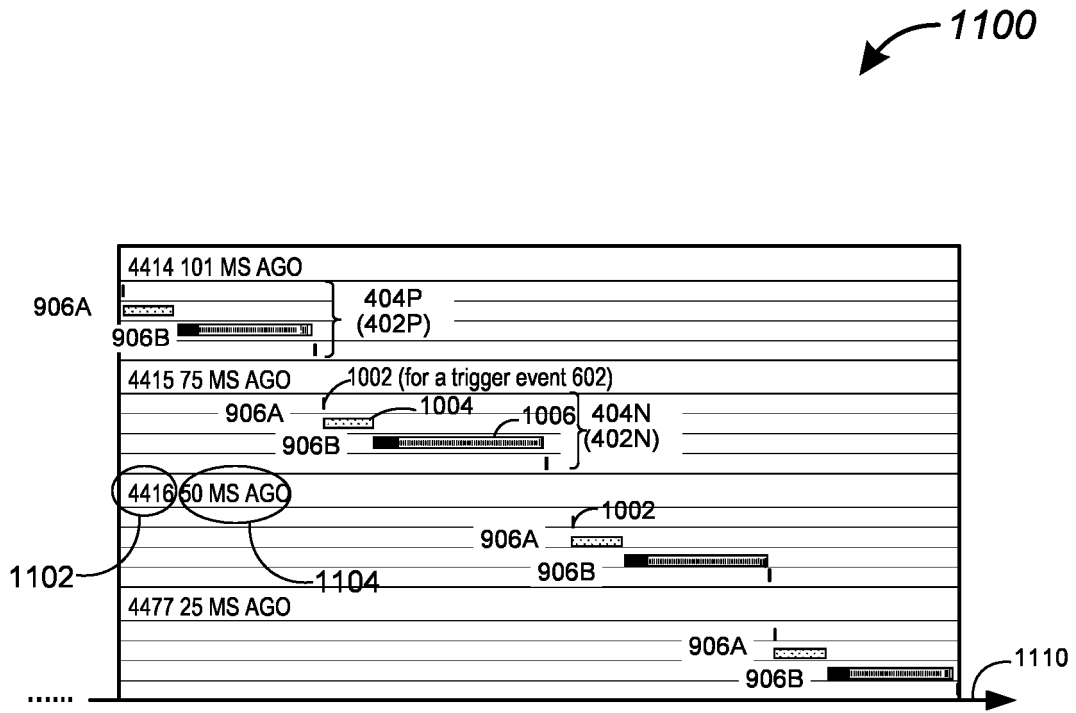 1100
4414 101 MS AGO
906A
404P
(402P)
906B
4415 75 MS AGO
1002 (for a trigger event 602)
906A
1004
404N
1006
(402N)
906B
4416 50 MS AGO
1002
906A
906B
1102
1104
4477 25 MS AGO
906A
1110
906B